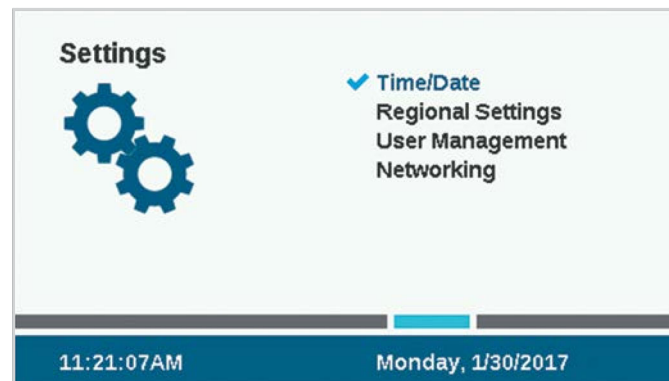 Settings
Time/Date
Regional Settings
User Management
Networking
11:21:07AM
Monday, 1/30/2017